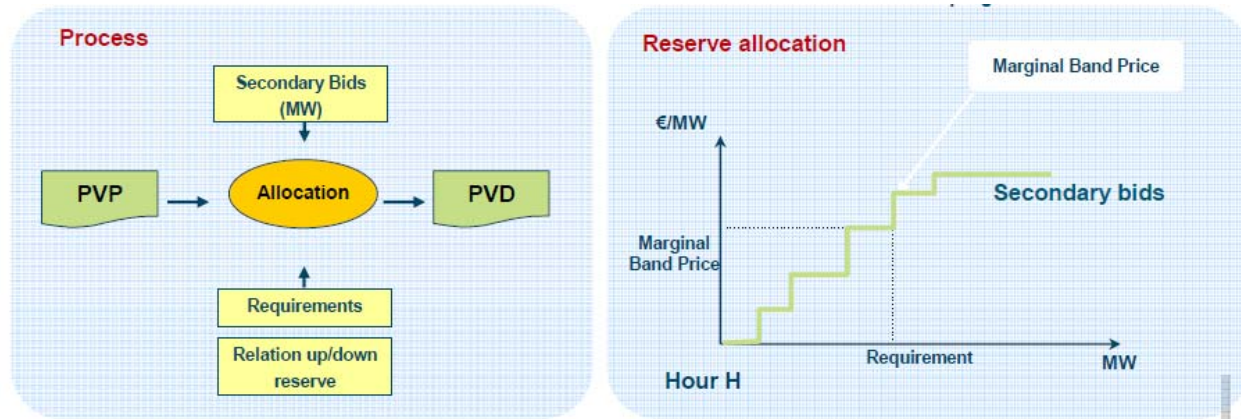 Process
Secondary Bids
(MW)
PVP
Allocation
PVD
Requirements
Relation up/down
reserve
Reserve allocation
Marginal Band Price
€/MW
Secondary bids
Marginal
Band Price
Requirement
MW
Hour H